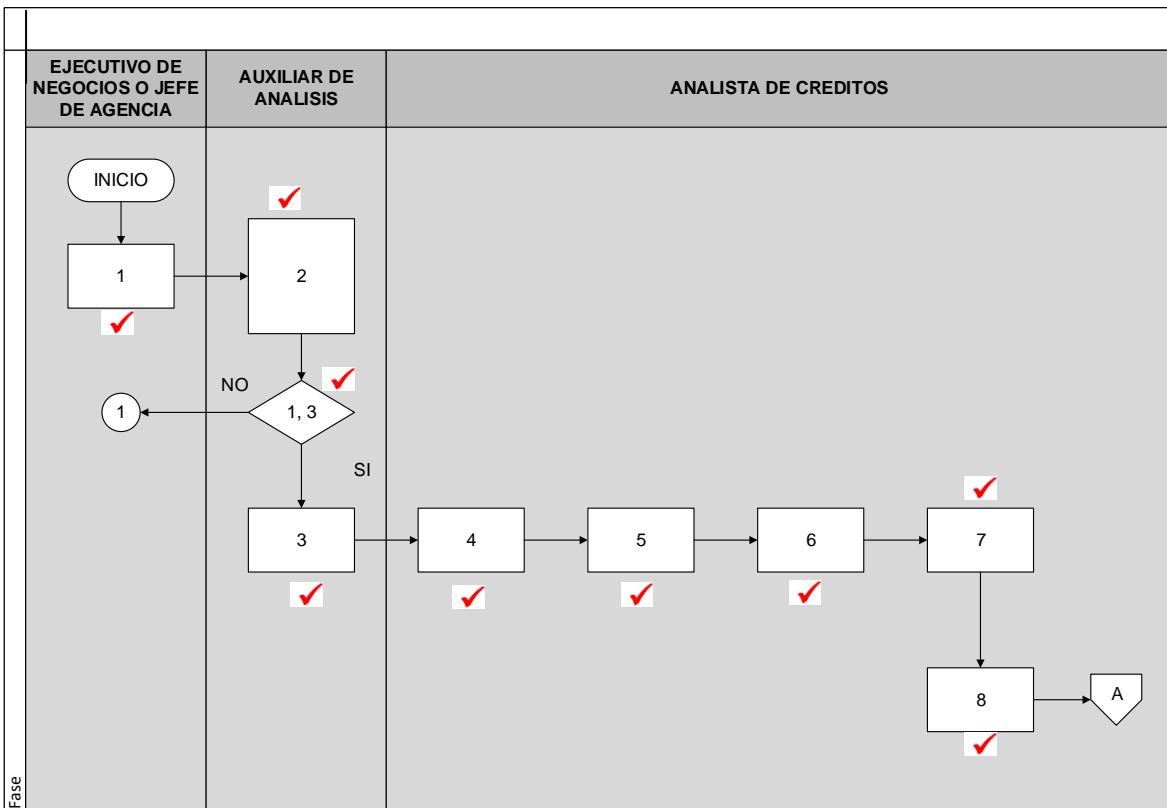 EJECUTIVO DE
NEGOCIOS O JEFE
DE AGENCIA
AUXILIAR DE
ANALISIS
ANALISTA DE CREDITOS
INICIO
1
2
NO
1
1, 3
SI
3
4
5
6
7
8
A
Fase